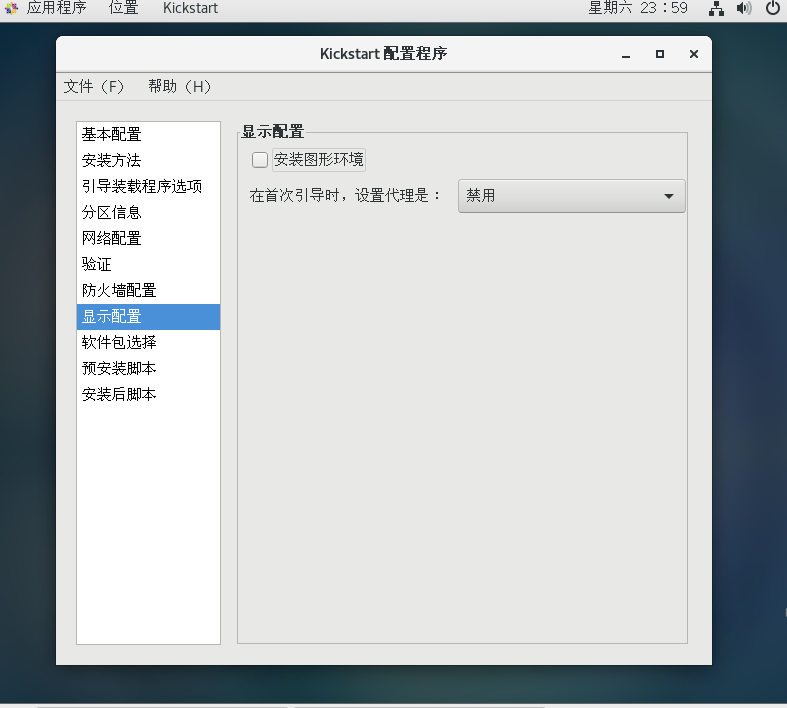 应用程序 位置 Kickstart 星期六 23：59
Kickstart 配置程序
文件（F） 帮助（H）
基本配置
安装方法
引导装载程序选项
分区信息
网络配置
验证
防火墙配置
显示配置
软件包选择
预安装脚本
安装后脚本
显示配置
安装图形环境
在首次引导时，设置代理是： 禁用